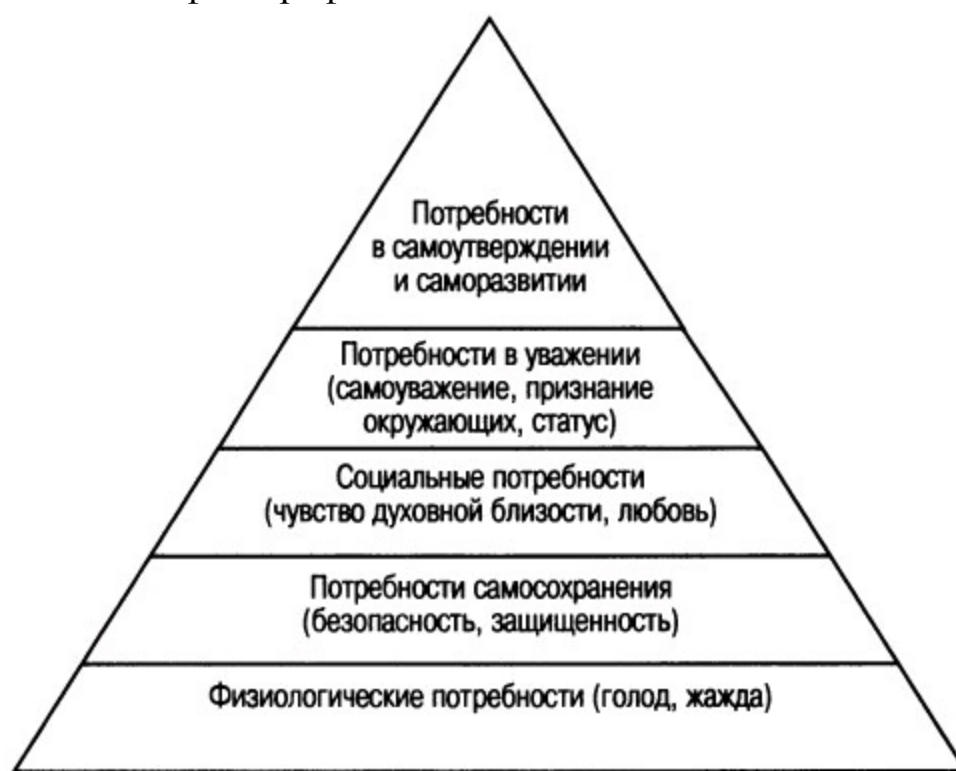 Потребности
в самоутверждении
и саморазвитии
Потребности в уважении
(самоуважение, признание
окружающих, статус)
Социальные потребности
(чувство духовной близости, любовь)
Потребности самосохранения
(безопасность, защищенность)
Физиологические потребности (голод, жажда)